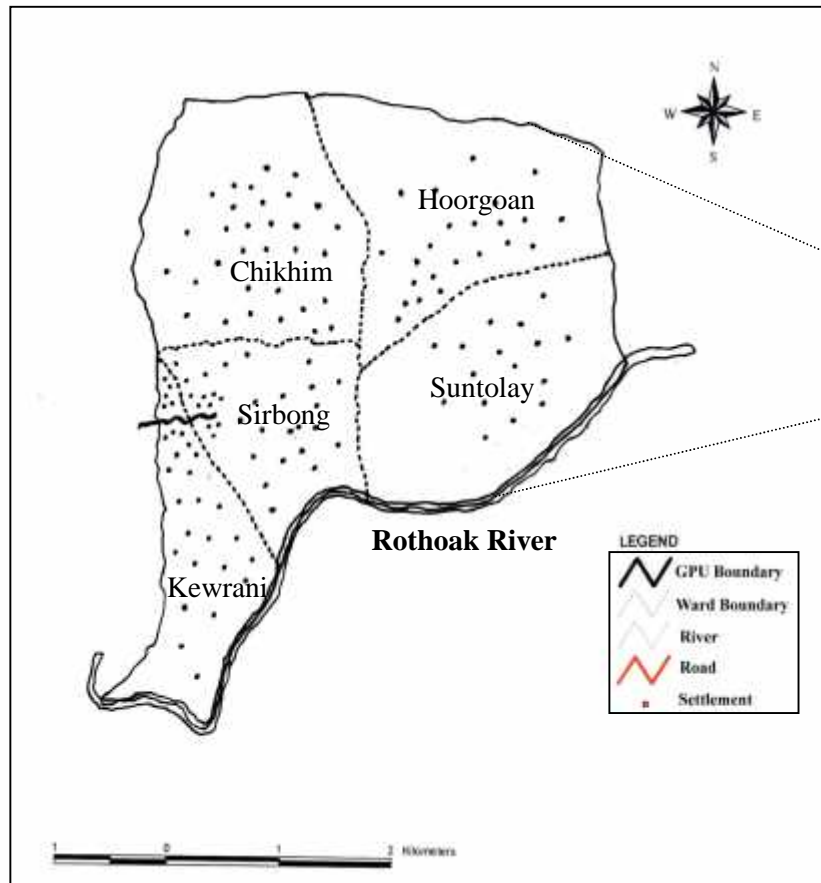 N
W E
S
Hoorgoan
Chikhim
Suntolay
Sirbong
Rothoak River
Kewrani
LEGEND
GPU Boundary
Ward Boundary
River
Road
Settlement
1 0 1 2 Kilometers